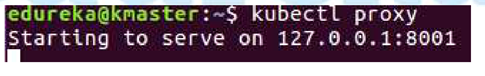 edureka@kmaster:~$ kubectl proxy
Starting to serve on 127.0.0.1:8001